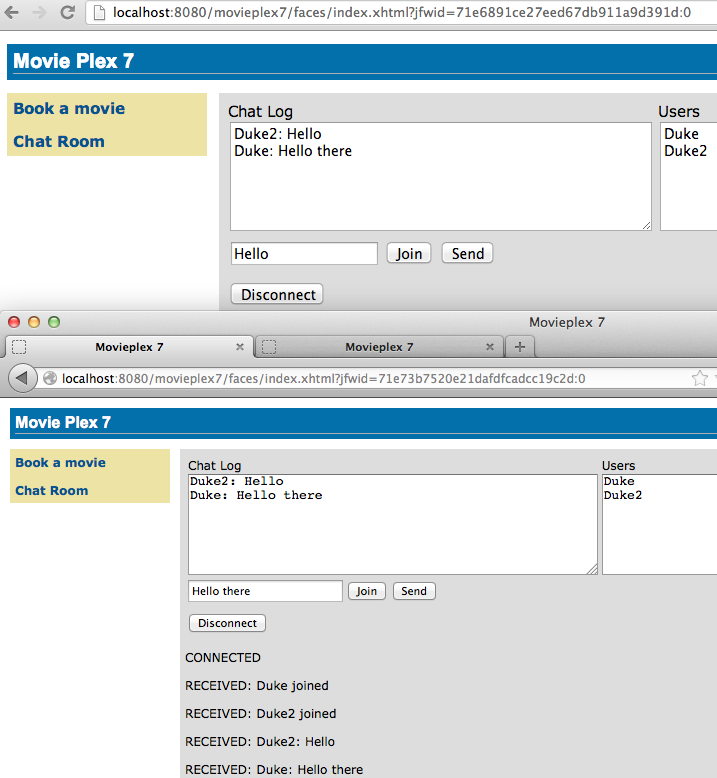 localhost:8080/movieplex7/faces/index.xhtml?jfwid=71e6891ce27eed67db911a9d391d:0
Movie Plex 7
Book a movie
Chat Room
Chat Log
Users
Duke2: Hello
Duke: Hello there
Duke
Duke2
Hello
Join
Send
Disconnect
Movieplex 7
Movieplex 7
Movieplex 7
localhost:8080/movieplex7/faces/index.xhtml?jfwid=71e73b7520e21dafdfcadcc19c2d:0
Movie Plex 7
Book a movie
Chat Room
Chat Log
Users
Duke2: Hello
Duke: Hello there
Duke
Duke2
Hello there
Join
Send
Disconnect
CONNECTED
RECEIVED: Duke joined
RECEIVED: Duke2 joined
RECEIVED: Duke2: Hello
RECEIVED: Duke: Hello there